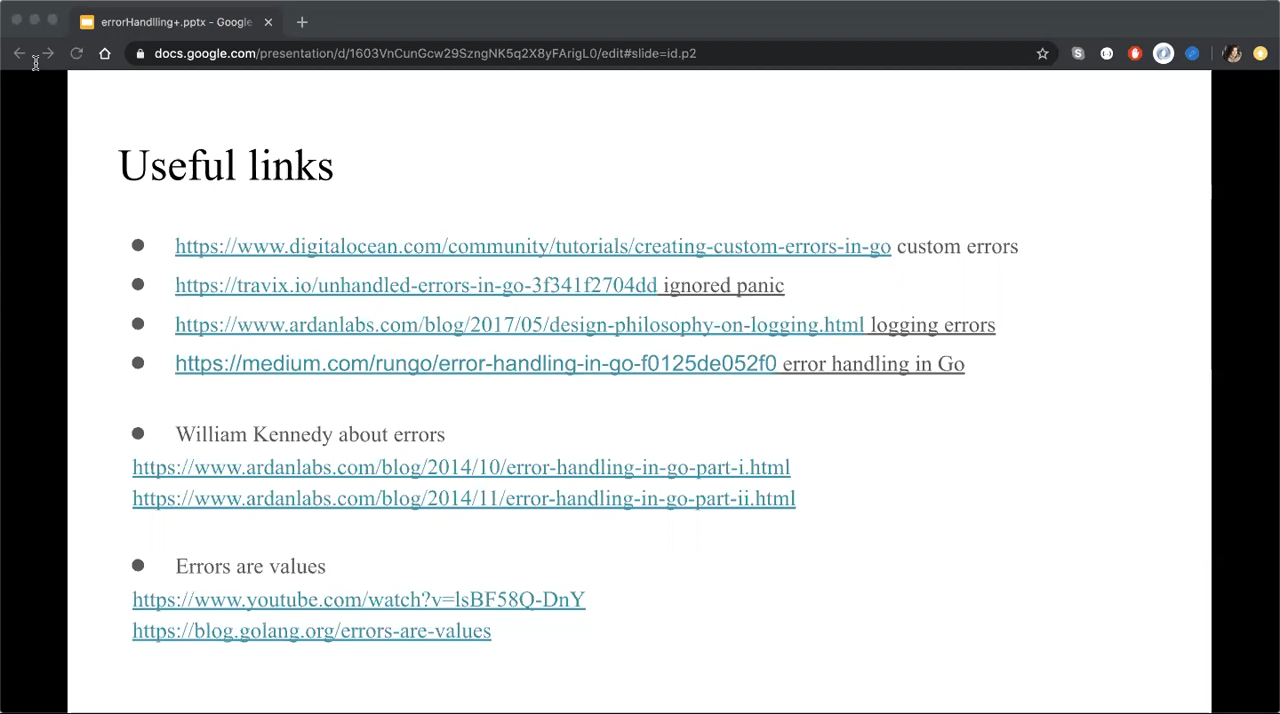 errorHandlling+.pptx - Google
docs.google.com/presentation/d/1603VnCunGcw29SzngNK5q2X8yFArigL0/edit#slide=id.p2
Useful links
https://www.digitalocean.com/community/tutorials/creating-custom-errors-in-go custom errors
https://travix.io/unhandled-errors-in-go-3f341f2704dd ignored panic
https://www.ardanlabs.com/blog/2017/05/design-philosophy-on-logging.html logging errors
https://medium.com/rungo/error-handling-in-go-f0125de052f0 error handling in Go
William Kennedy about errors
https://www.ardanlabs.com/blog/2014/10/error-handling-in-go-part-i.html
https://www.ardanlabs.com/blog/2014/11/error-handling-in-go-part-ii.html
Errors are values
https://www.youtube.com/watch?v=lsBF58Q-DnY
https://blog.golang.org/errors-are-values